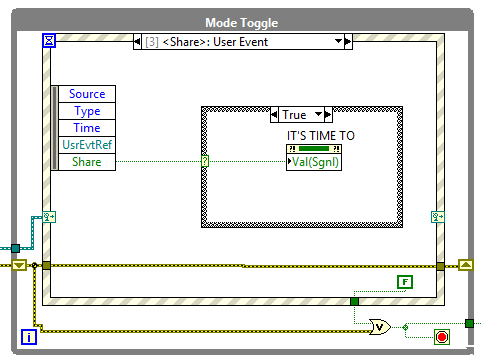 Mode Toggle
[3] <Share>: User Event
Source
Type
Time
UsrEvtRef
Share
True
IT'S TIME TO
?! ?!
Val(Sgnl)
?
F
V
i